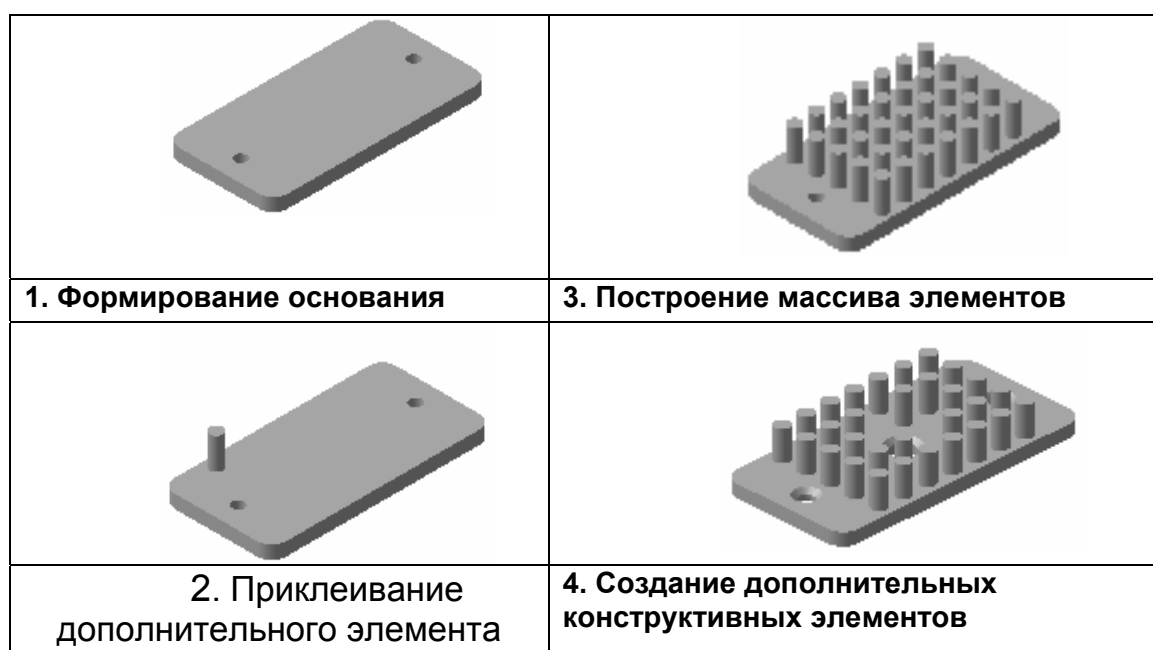 1. Формирование основания
3. Построение массива элементов
2. Приклеивание
дополнительного элемента
4. Создание дополнительных
конструктивных элементов